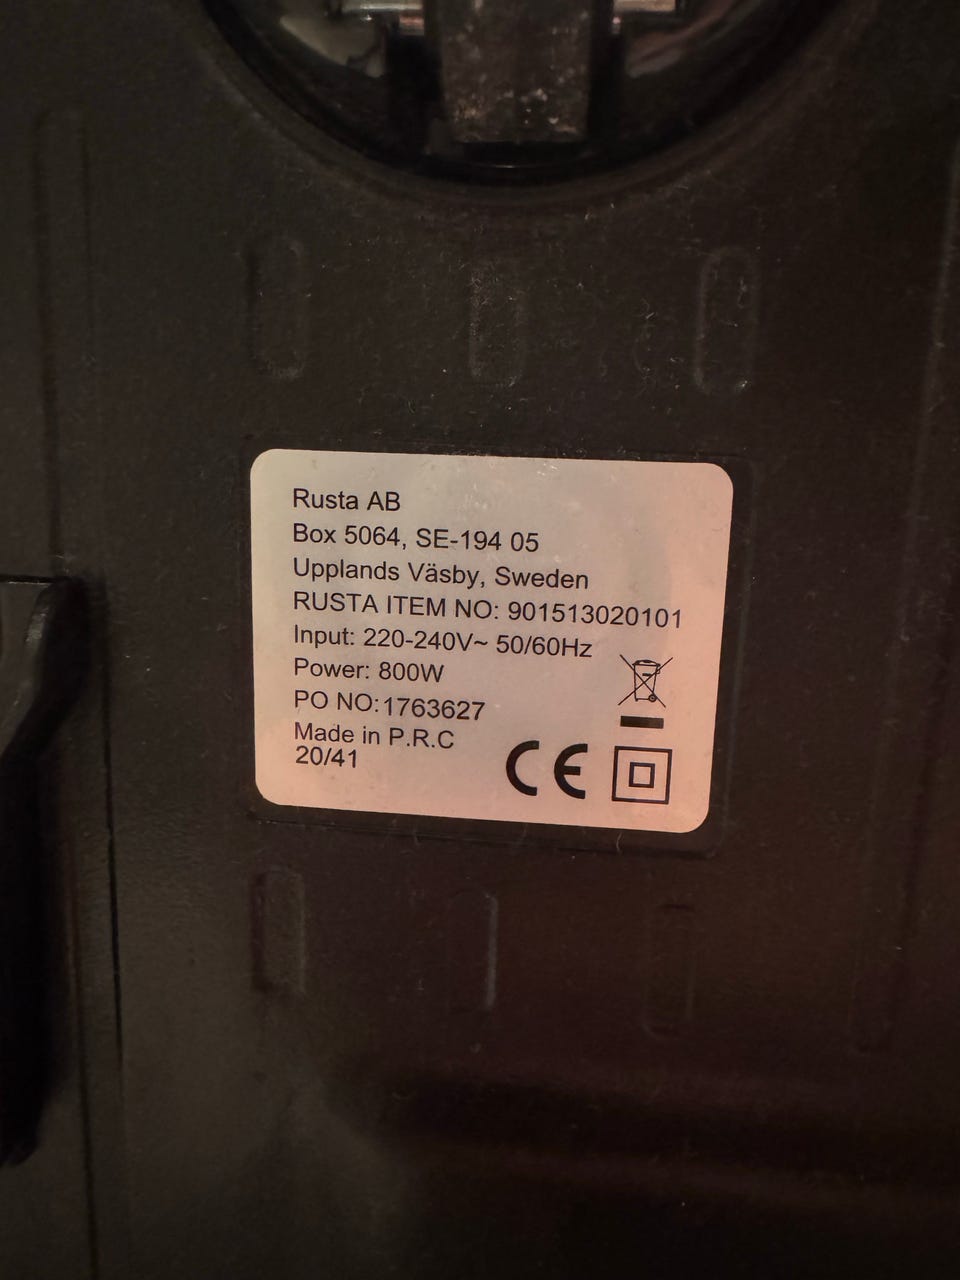 Rusta AB
Box 5064, SE-194 05
Upplands Väsby, Sweden
RUSTA ITEM NO: 901513020101
Input: 220-240V~ 50/60Hz
Power: 800W
PO NO:1763627
Made in P.R.C
20/41
CE